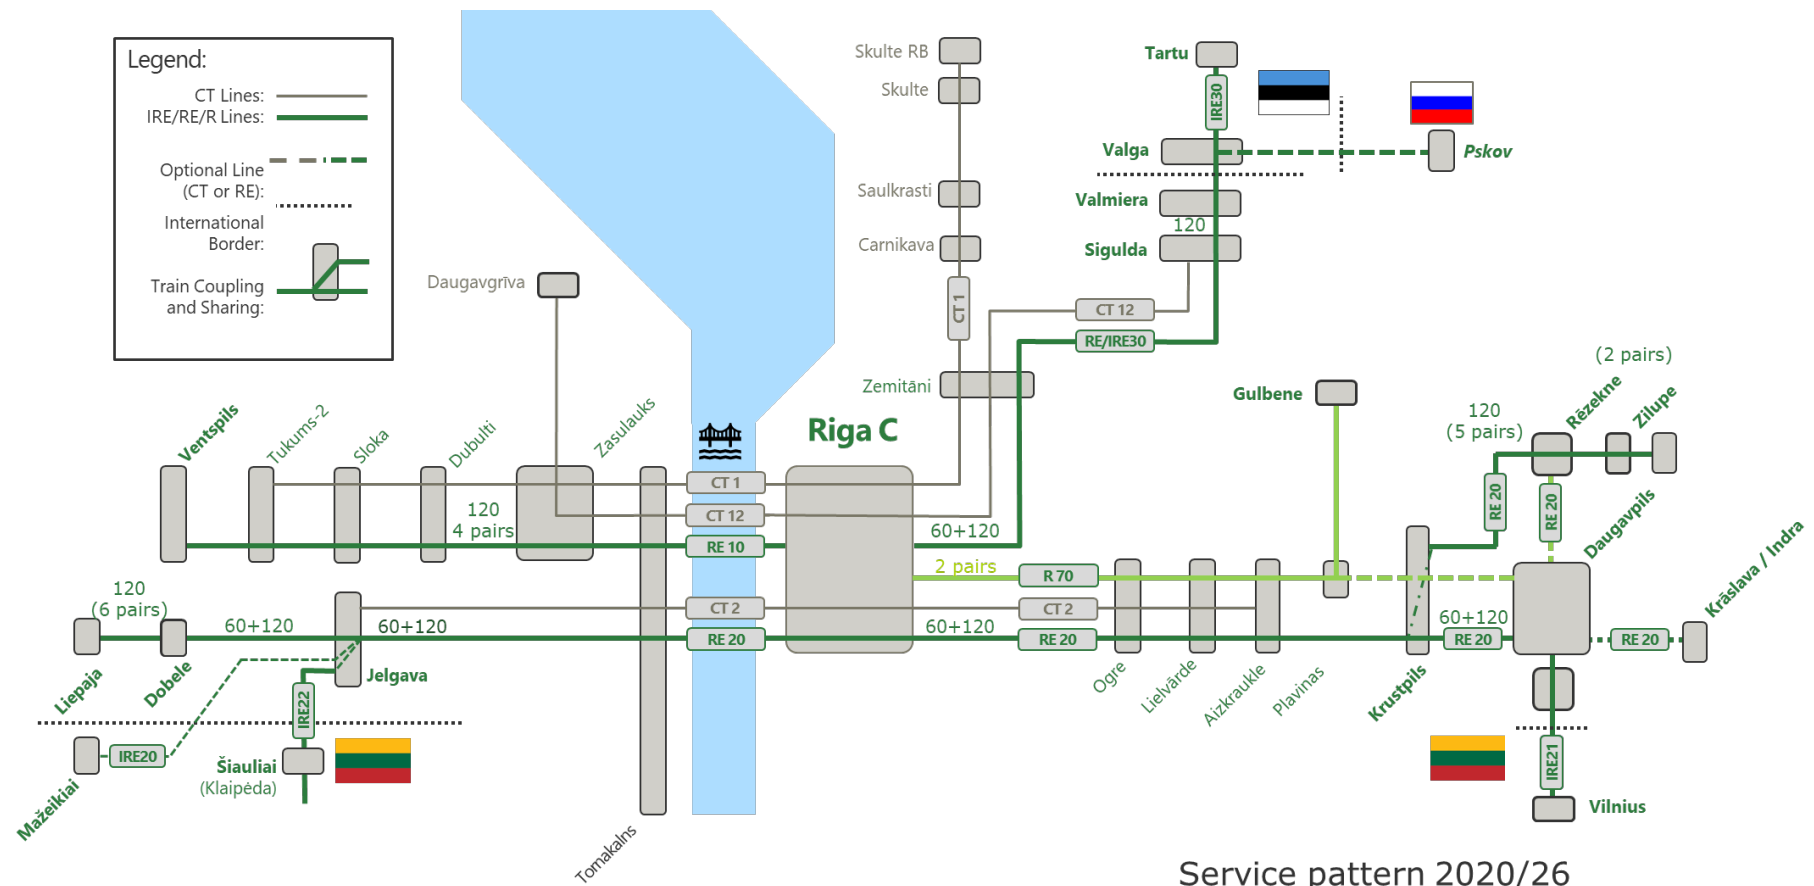 Legend:
CT Lines:
IRE/RE/R Lines:
Optional Line
(CT or RE):
International
Border:
Train Coupling
and Sharing:
Skulte RB
Skulte
Saulkrasti
Carnikava
CT 1
Zemitāni
Tartu
IRE30
Valga
Pskov
Valmiera
120
Sigulda
CT 12
RE/IRE30
Daugavgrīva
Gulbene
(2 pairs)
Rēzekne
Zilupe
120
(5 pairs)
Riga C
Ventspils
Tukums-2
Sloka
Dubulti
Zasulauks
CT 1
120
4 pairs
CT 12
RE 10
60+120
RE 20
RE 20
Daugavpils
Krāslava / Indra
2 pairs
R 70
120
(6 pairs)
60+120
60+120
CT 2
RE 20
60+120
CT 2
RE 20
60+120
RE 20
RE 20
Liepaja
Dobele
Jelgava
Ogre
Lielvārde
Aizkraukle
Plavinas
Krustpils
IRE22
IRE20
Mažeikiai
Šiauliai
(Klaipėda)
IRE21
Vilnius
Tornakalns
Service pattern 2020/26